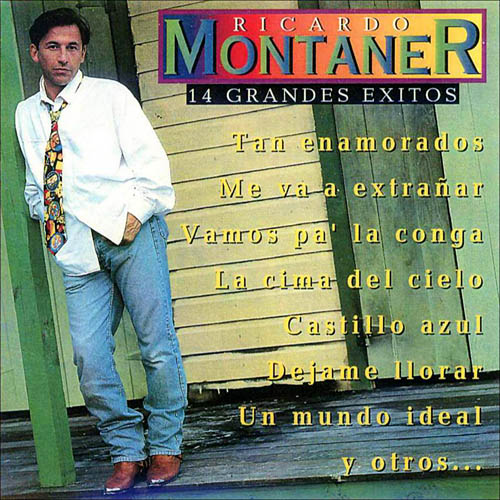 RICARDO
MONTANER
14 GRANDES EXITOS
Tan enamorados
Me va a extrañar
Vamos pa' la conga
La cima del cielo
Castillo azul
Dejame llorar
Un mundo ideal
y otros...